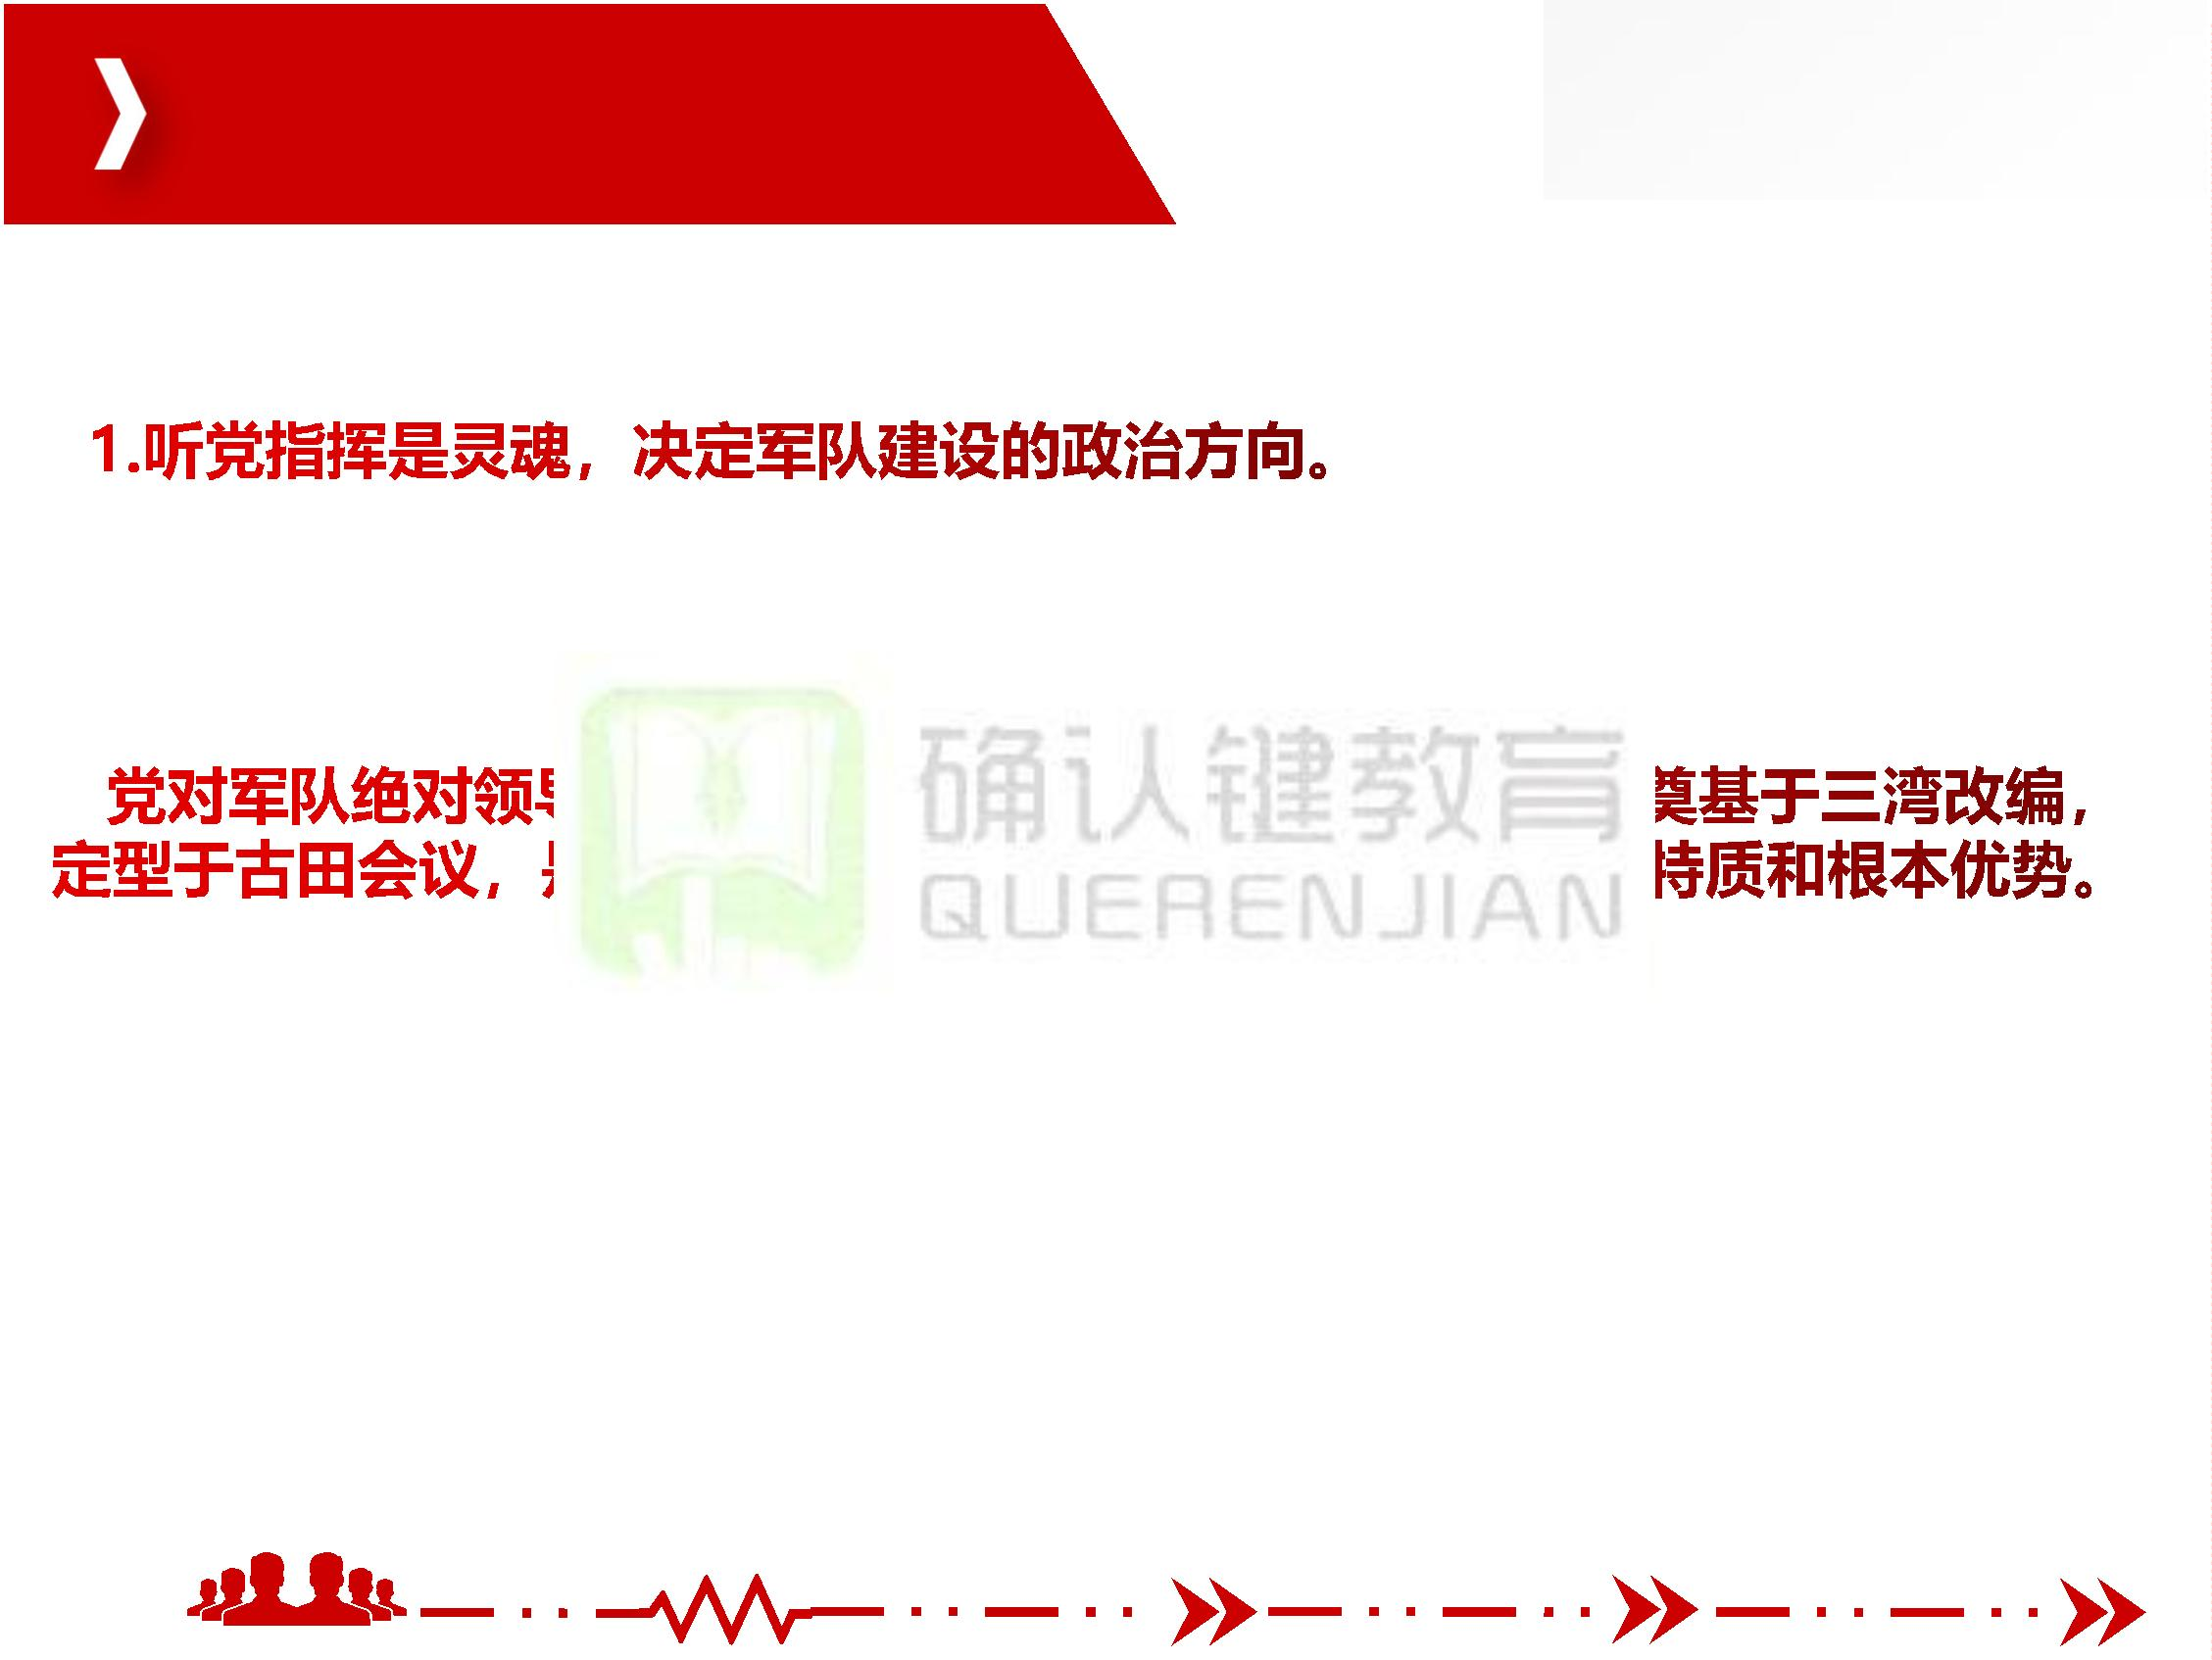 1.听党指挥是灵魂，决定军队建设的政治方向。
确认键教育
党对军队绝对领 奠基于三湾改编，
定型于古田会议， 特质和根本优势。
QUERENJIAN